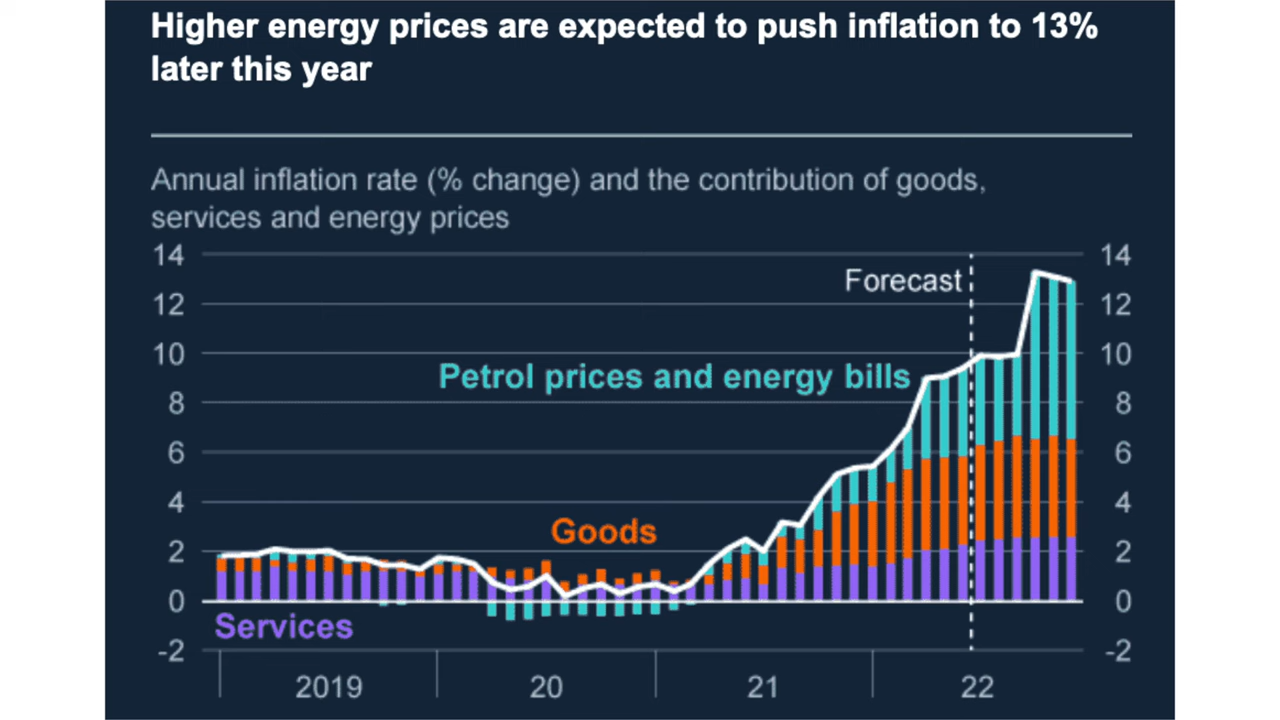 Higher energy prices are expected to push inflation to 13%
later this year
Annual inflation rate (% change) and the contribution of goods,
services and energy prices
14 14
Forecast
12 12
10 10
Petrol prices and energy bills
8 8
6 6
4 4
Goods
2 2
0 0
Services
-2 -2
2019 20 21 22